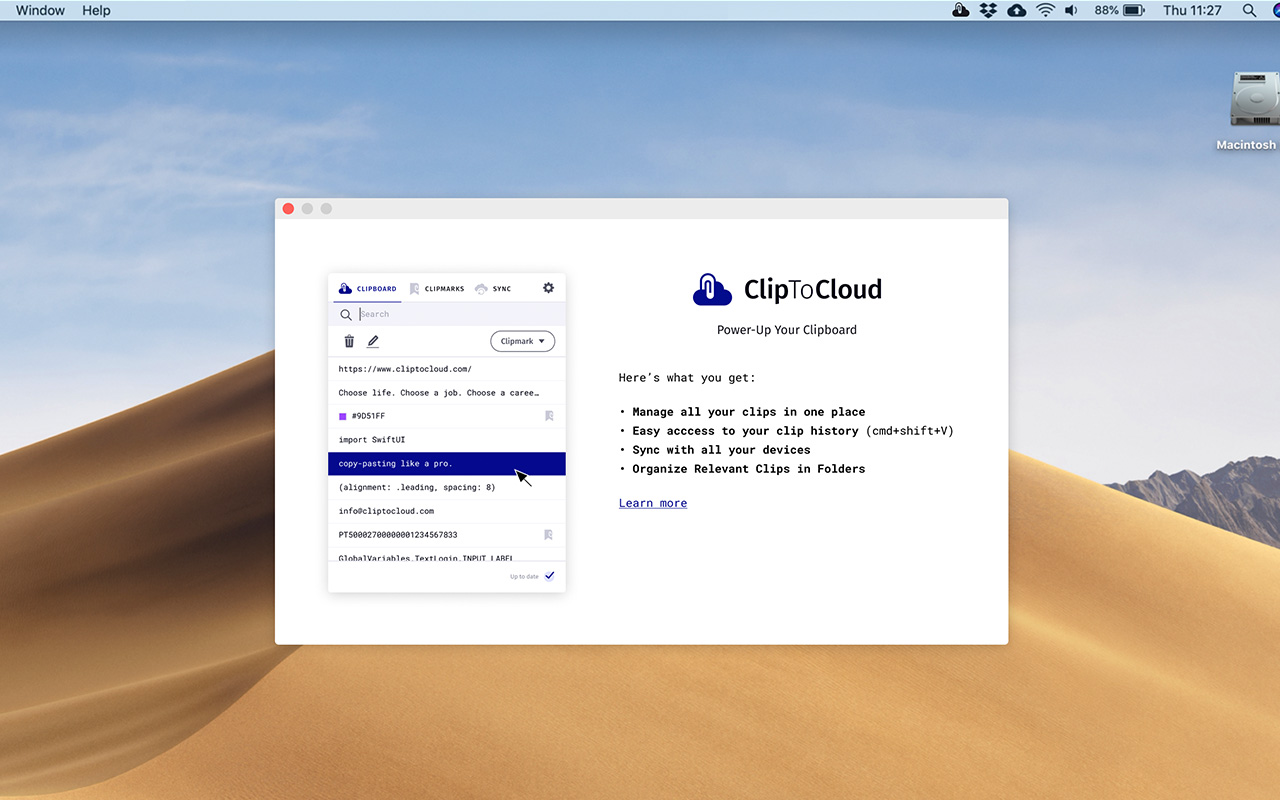 Window Help 88% Thu 11:27
Macintosh
CLIPBOARD CLIPMARKS SYNC
Search
Clipmark
https://www.cliptocloud.com/
Choose life. Choose a job. Choose a caree…
#9D51FF
import SwiftUI
copy-pasting like a pro.
(alignment: .leading, spacing: 8)
info@cliptocloud.com
PT50002700000001234567833
GlobalVariables.TextLogin.INPUT_LABEL
Up to date
ClipToCloud
Power-Up Your Clipboard
Here’s what you get:
• Manage all your clips in one place
• Easy access to your clip history (cmd+shift+V)
• Sync with all your devices
• Organize Relevant Clips in Folders
Learn more